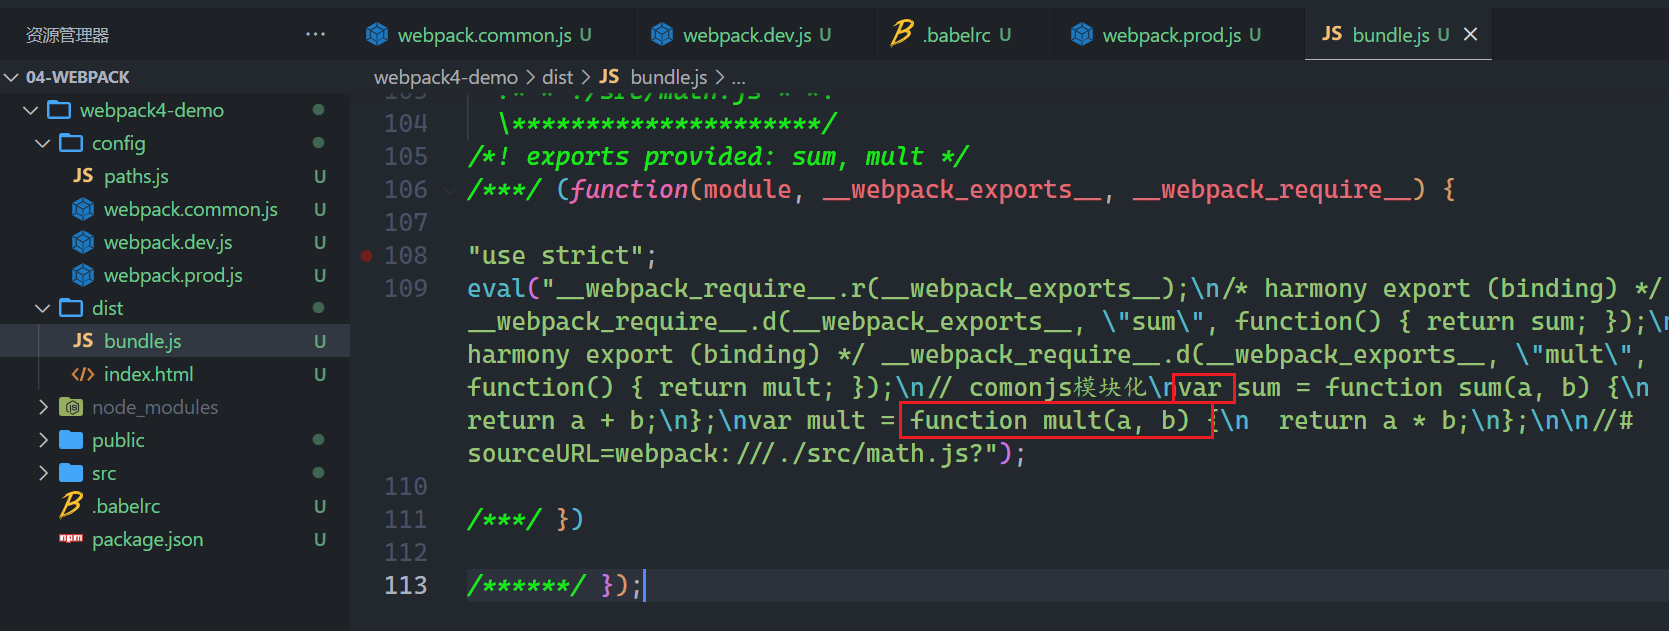 资源管理器 ···
webpack.common.js U webpack.dev.js U .babelrc U webpack.prod.js U JS bundle.js U
04-WEBPACK
webpack4-demo > dist > JS bundle.js > ...
webpack4-demo
config
JS paths.js U
webpack.common.js U
webpack.dev.js U
webpack.prod.js U
dist
JS bundle.js U
index.html U
node_modules
public
src
.babelrc U
npm package.json U
103 !* * ./src/math.js * *!
104 \*********************/
105 /*! exports provided: sum, mult */
106 /***/ (function(module, __webpack_exports__, __webpack_require__) {
107
108 "use strict";
109 eval("__webpack_require__.r(__webpack_exports__);\n/* harmony export (binding) */
__webpack_require__.d(__webpack_exports__, \"sum\", function() { return sum; });\n
harmony export (binding) */ __webpack_require__.d(__webpack_exports__, \"mult\",
function() { return mult; });\n// comonjs模块化\nvar sum = function sum(a, b) {\n
return a + b;\n};\nvar mult = function mult(a, b) {\n  return a * b;\n};\n\n//#
sourceURL=webpack:///./src/math.js?");
110
111 /***/ })
112
113 /******/ });